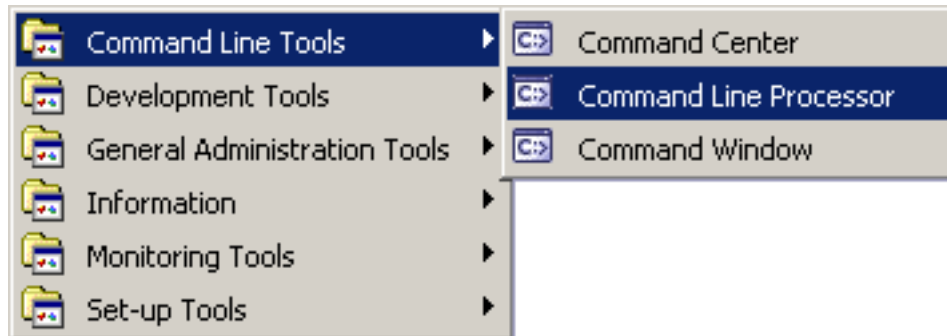 Command Line Tools
Development Tools
General Administration Tools
Information
Monitoring Tools
Set-up Tools
C:>
Command Center
C:>
Command Line Processor
C:>
Command Window